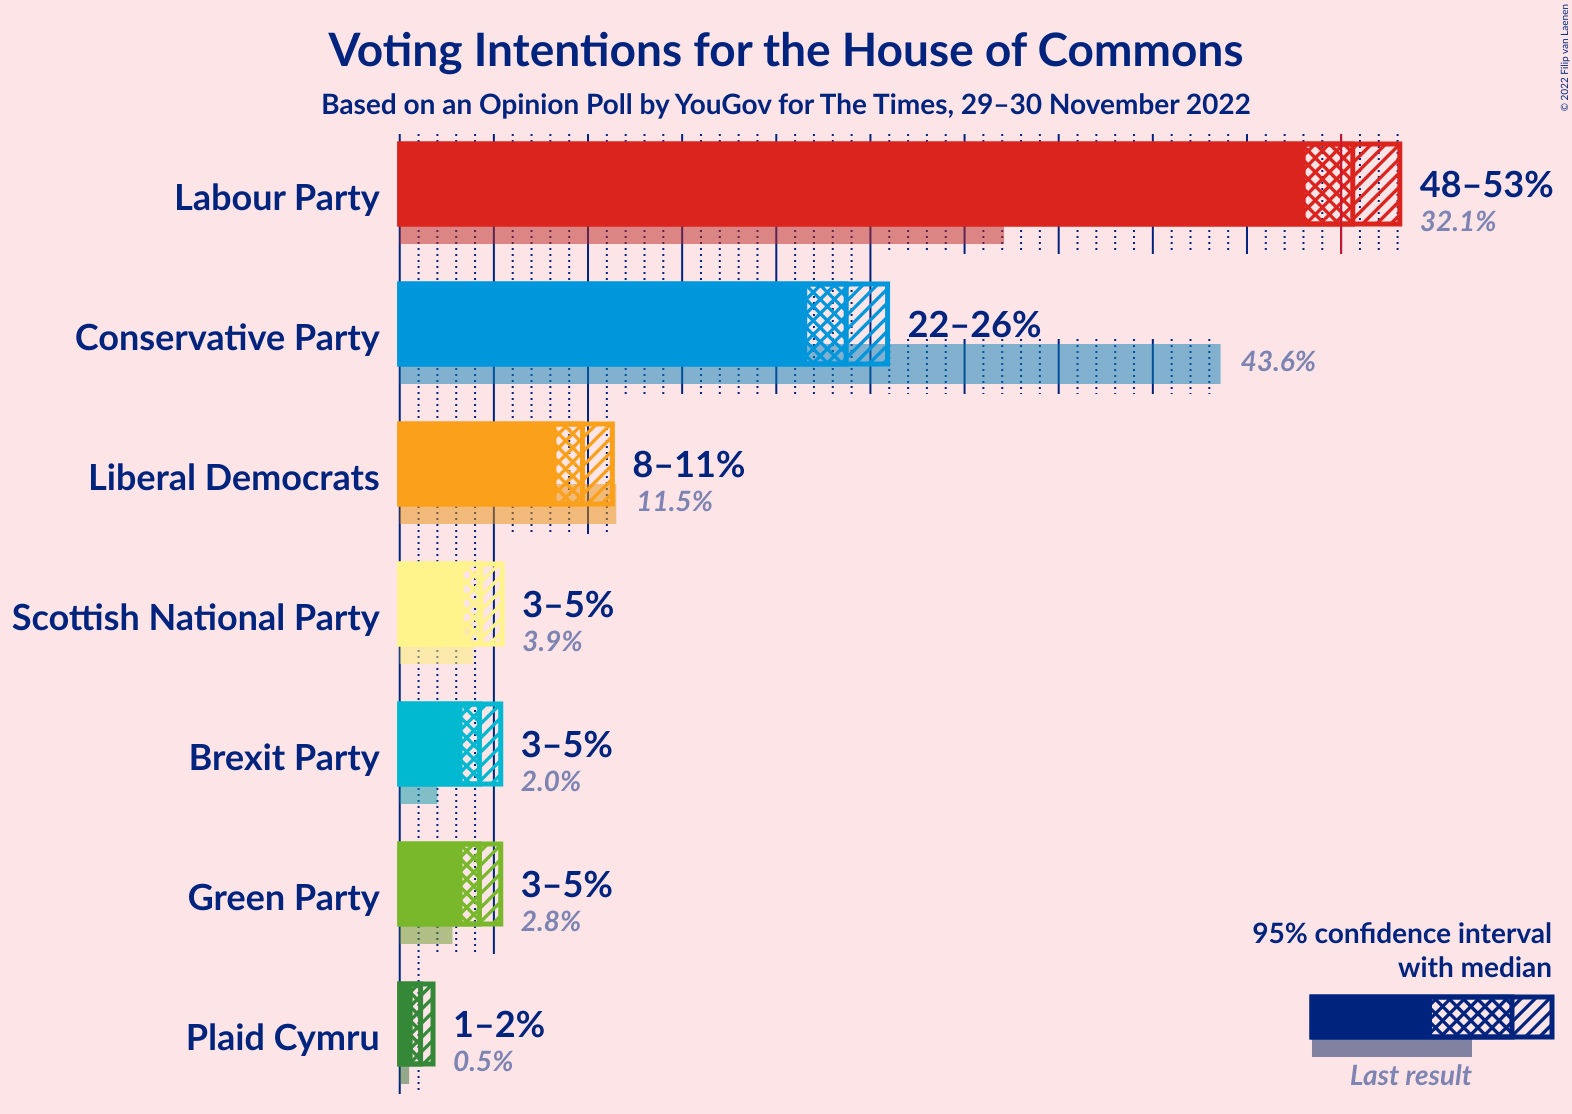 Voting Intentions for the House of Commons
Based on an Opinion Poll by YouGov for The Times, 29–30 November 2022
© 2022 Filip van Laenen
Labour Party
48–53%
32.1%
Conservative Party
22–26%
43.6%
Liberal Democrats
8–11%
11.5%
Scottish National Party
3–5%
3.9%
Brexit Party
3–5%
2.0%
Green Party
3–5%
2.8%
Plaid Cymru
1–2%
0.5%
95% confidence interval
with median
Last result